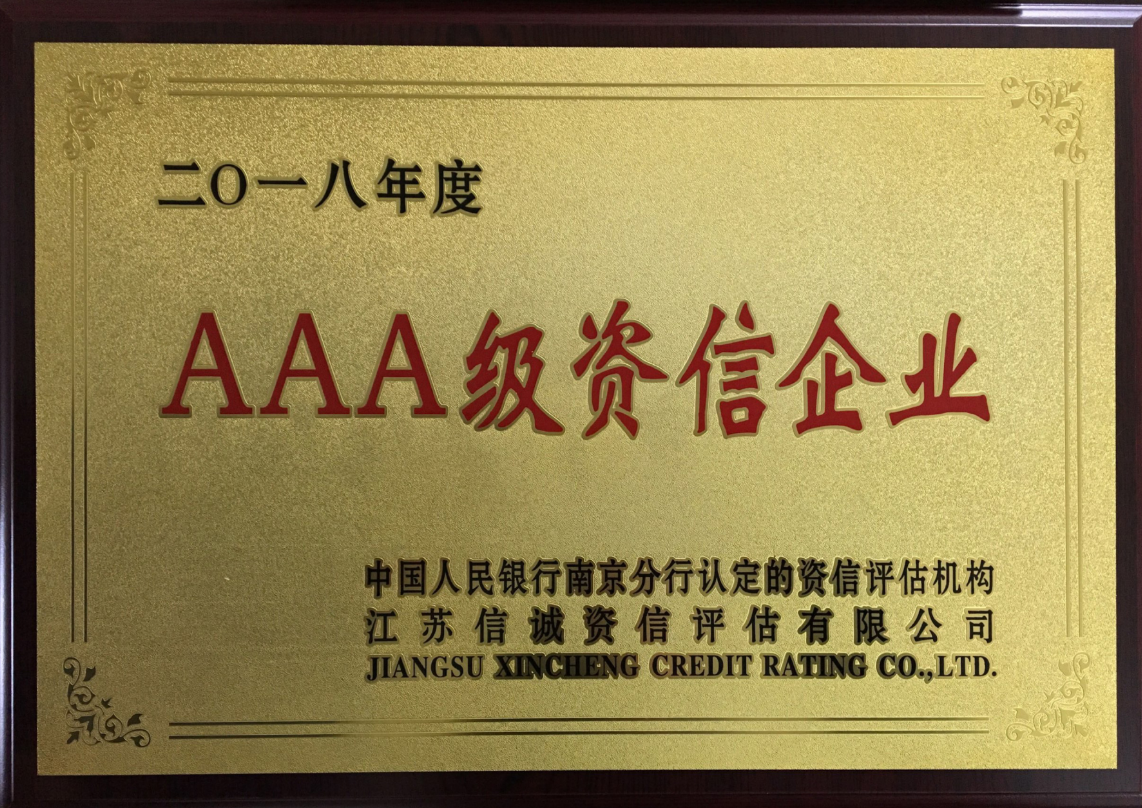 二〇一八年度
AAA级资信企业
中国人民银行南京分行认定的资信评估机构
江苏信诚资信评估有限公司
JIANGSU XINCHENG CREDIT RATING CO.,LTD.